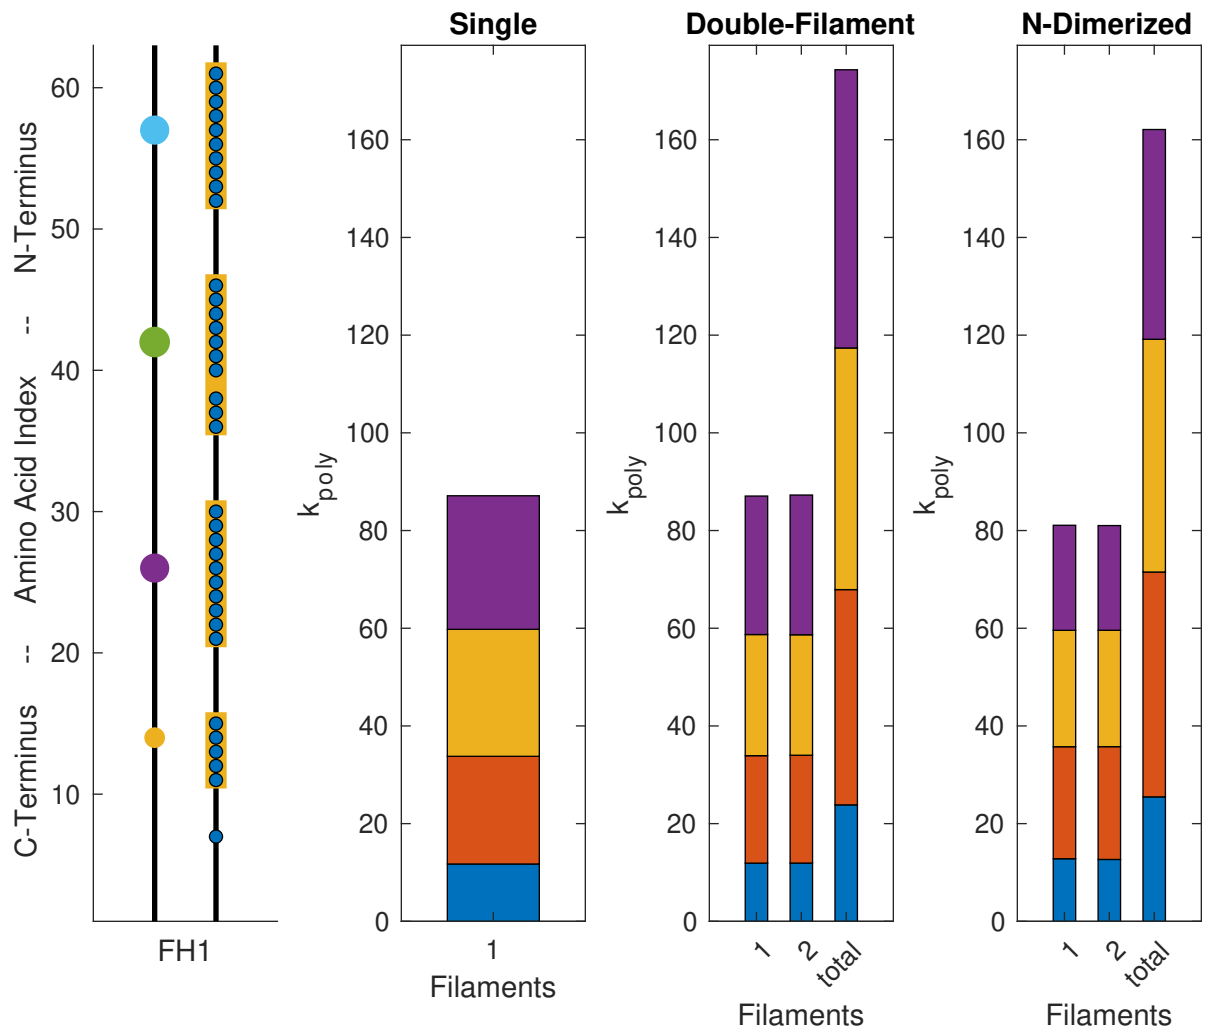 Single
Double-Filament
N-Dimerized
C-Terminus -- Amino Acid Index -- N-Terminus
60
50
40
30
20
10
FH1
k_poly
160
140
120
100
80
60
40
20
0
1
Filaments
k_poly
160
140
120
100
80
60
40
20
0
1
2
total
Filaments
k_poly
160
140
120
100
80
60
40
20
0
1
2
total
Filaments